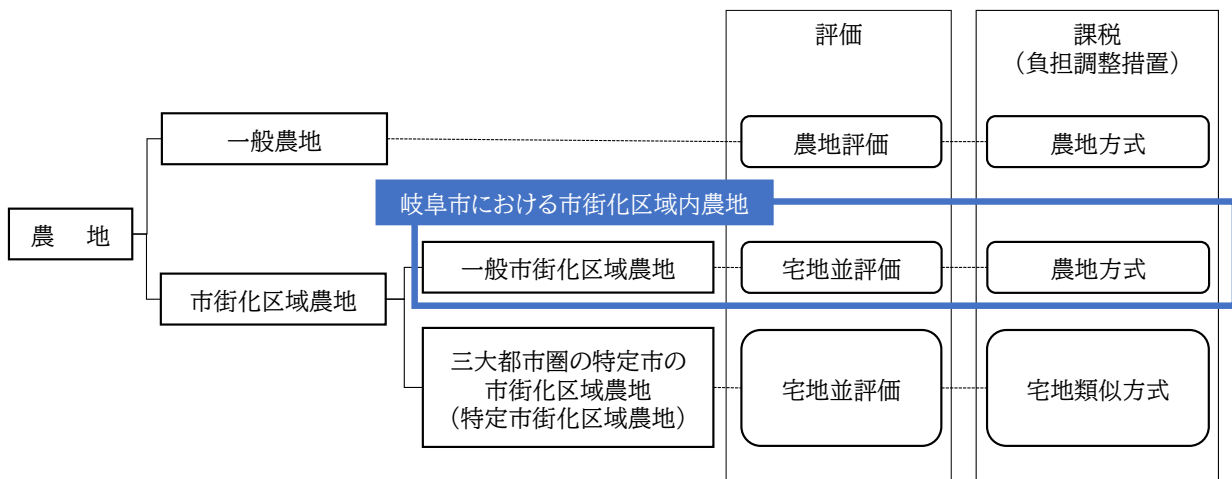 評価
課税
（負担調整措置）
一般農地
農地評価
農地方式
岐阜市における市街化区域内農地
農　地
一般市街化区域農地
宅地並評価
農地方式
市街化区域農地
三大都市圏の特定市の
市街化区域農地
（特定市街化区域農地）
宅地並評価
宅地類似方式